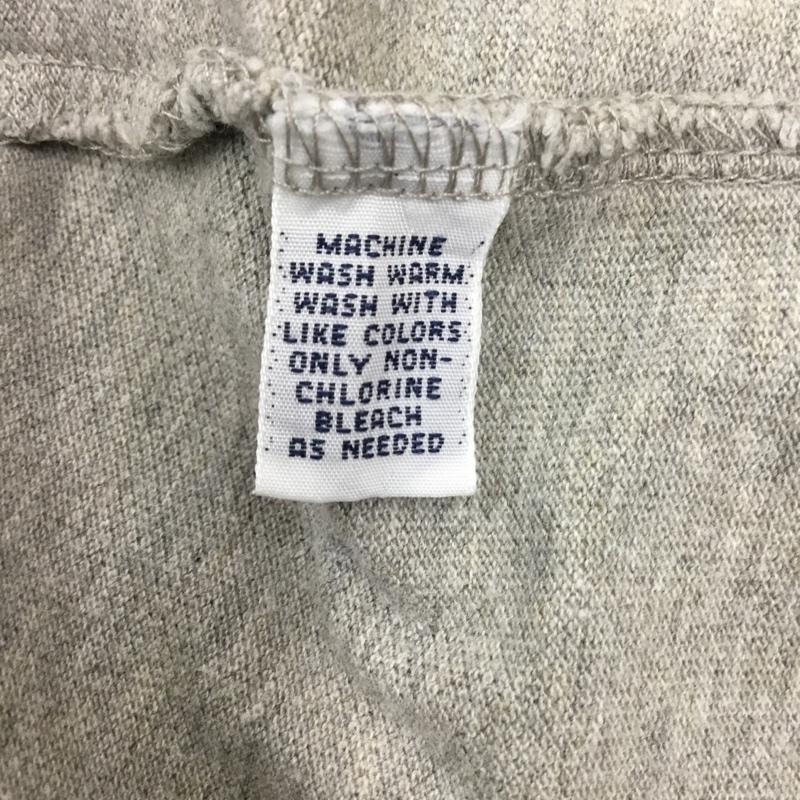 MACHINE
WASH WARM
WASH WITH
LIKE COLORS
ONLY NON-
CHLORINE
BLEACH
AS NEEDED